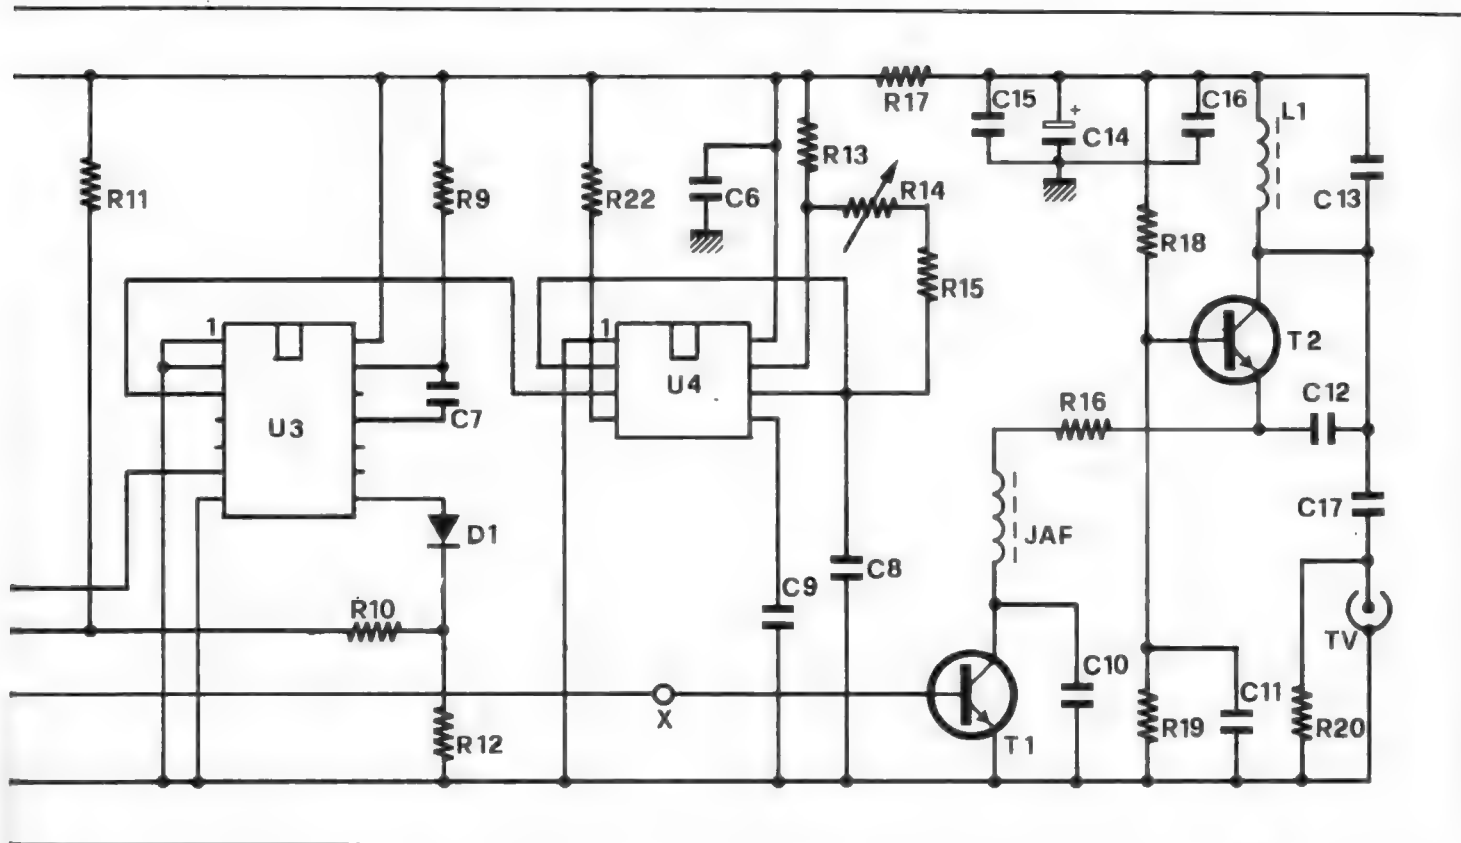 C15
C16
R17
L1
+
C14
R13
R11
R9
R22
C6
R14
C13
R18
R15
1
1
T2
U4
C12
R16
C7
U3
C17
D1
JAF
C8
C9
R10
TV
C10
C11
X
R12
T1
R19
R20